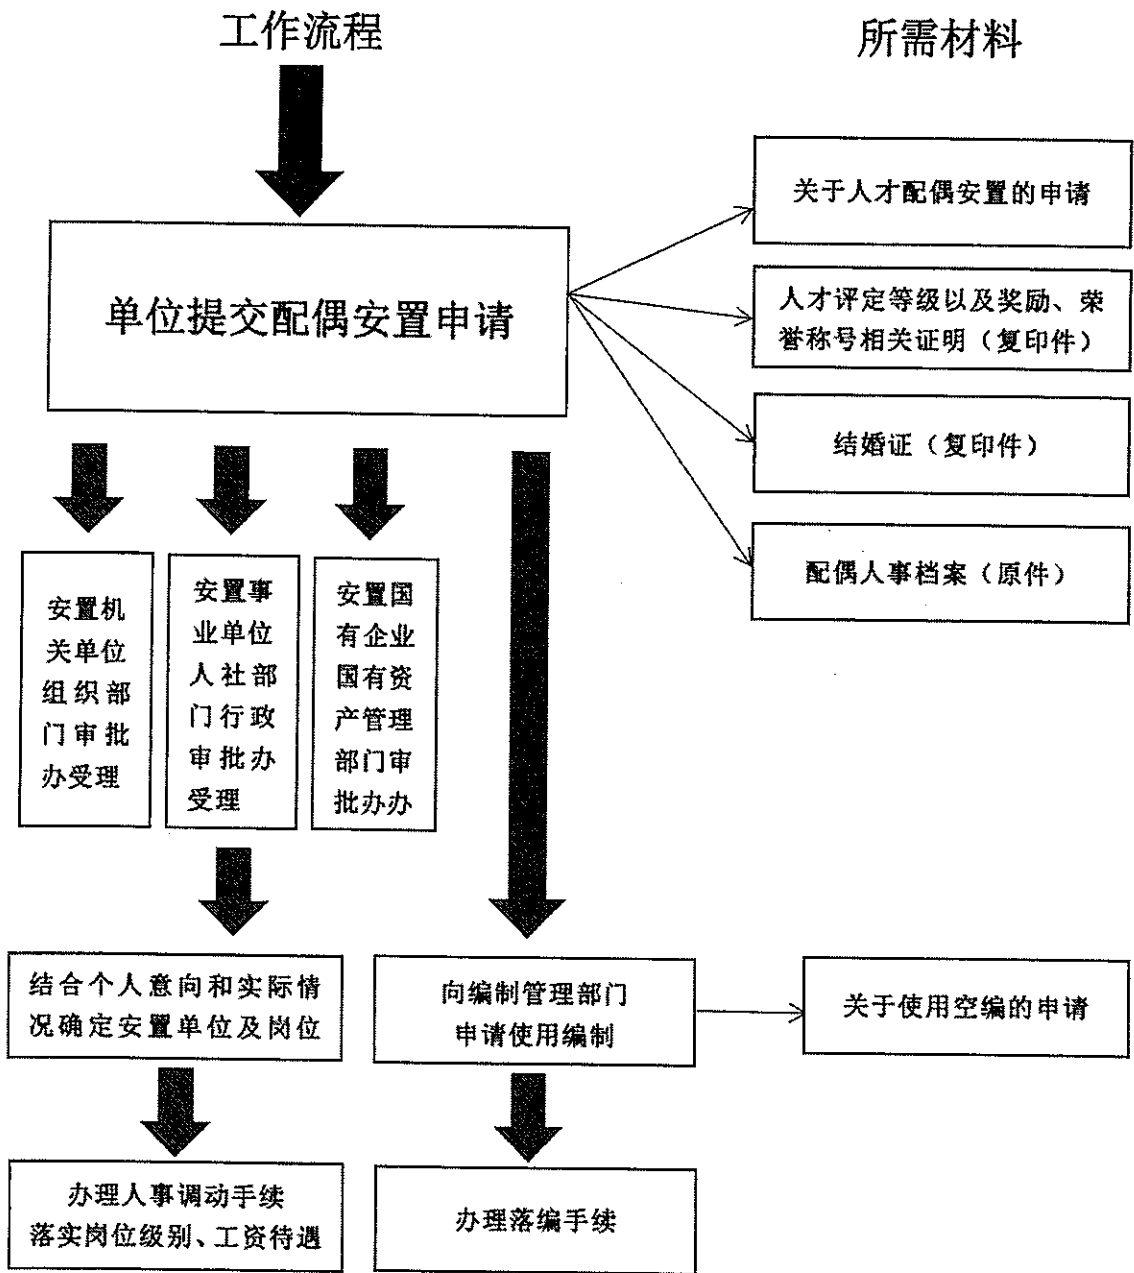 工作流程
所需材料
关于人才配偶安置的申请
单位提交配偶安置申请
人才评定等级以及奖励、荣
誉称号相关证明（复印件）
结婚证（复印件）
配偶人事档案（原件）
安置机
关单位
组织部
门审批
办受理
安置事
业单位
人社部
门行政
审批办
受理
安置国
有企业
国有资
产管理
部门审
批办办
结合个人意向和实际情
况确定安置单位及岗位
向编制管理部门
申请使用编制
关于使用空编的申请
办理人事调动手续
落实岗位级别、工资待遇
办理落编手续